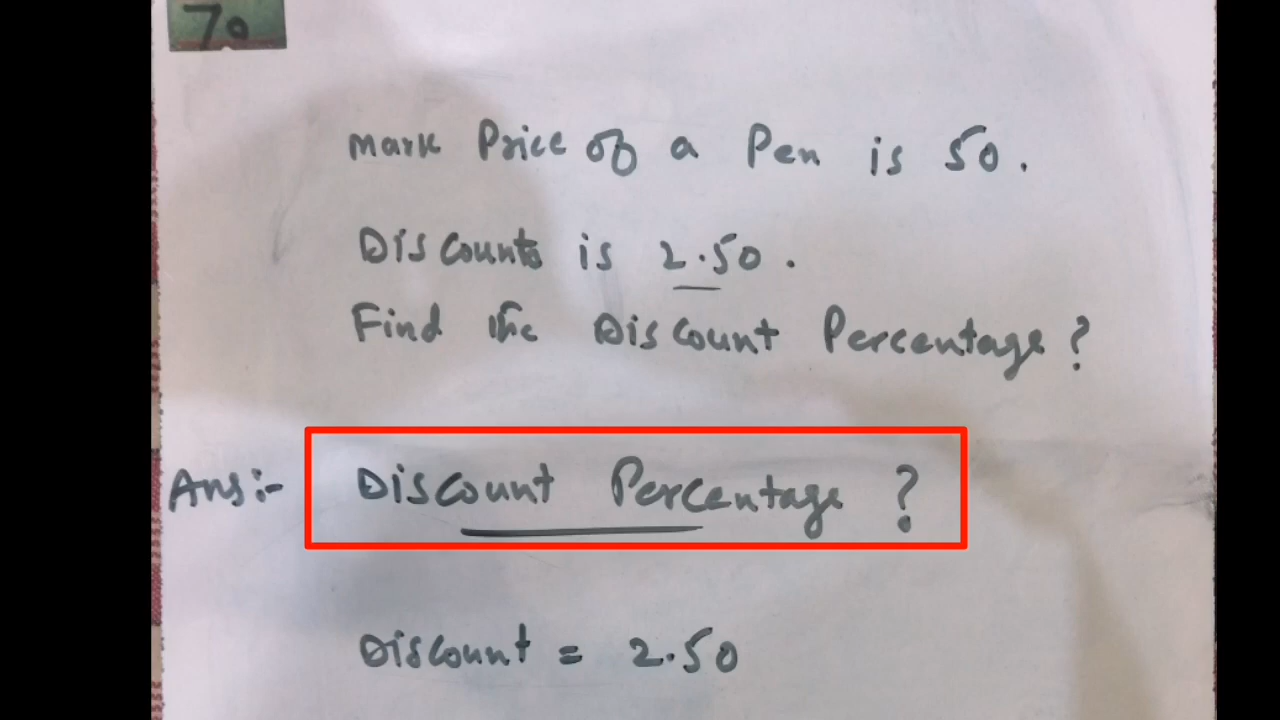 70
Mark Price of a Pen is 50.
Discounts is 2.50.
Find the Discount Percentage?
Ans:- Discount Percentage?
Discount = 2.50